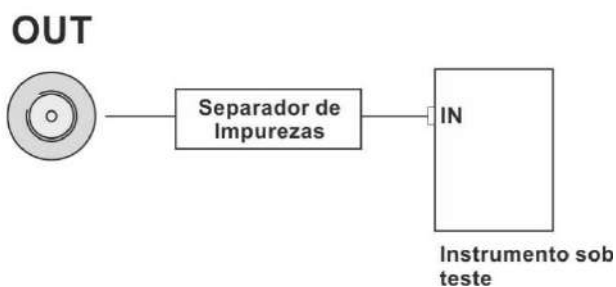 OUT
Separador de
Impurezas
IN
Instrumento sob
teste